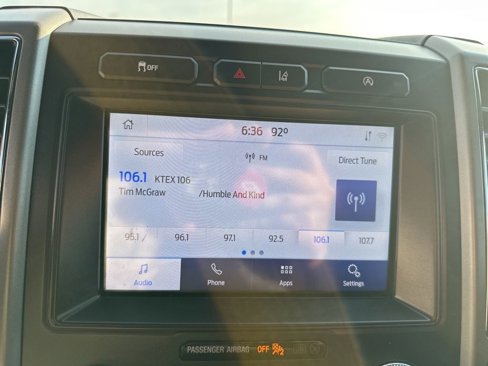 OFF
6:36 92º
Sources FM Direct Tune
106.1 KTEX 106
Tim McGraw /Humble And Kind
95.1 96.1 97.1 92.5 106.1 107.7
Audio Phone Apps Settings
PASSENGER AIRBAG OFF